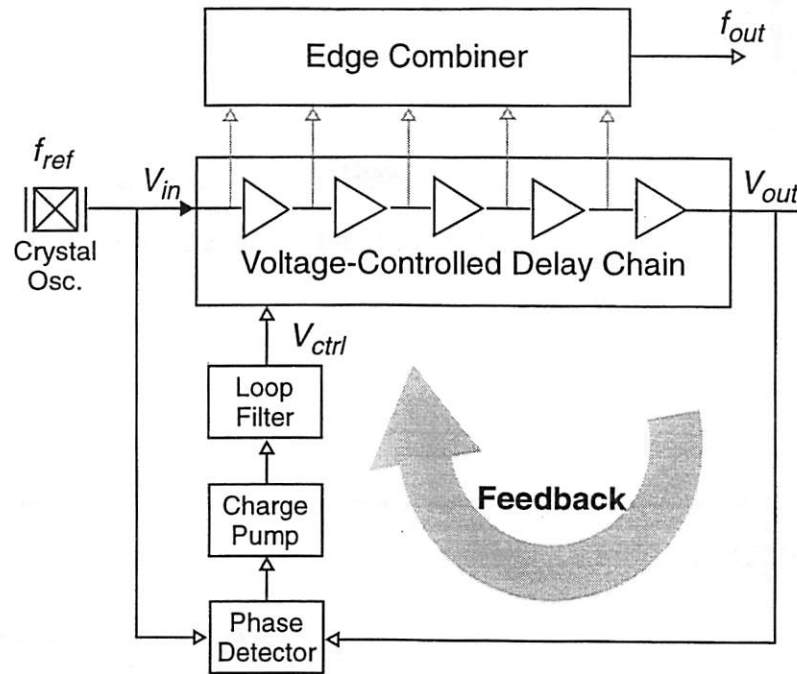 Edge Combiner
f_out
f_ref
V_in
V_out
Crystal
Osc.
Voltage-Controlled Delay Chain
V_ctrl
Loop
Filter
Charge
Pump
Feedback
Phase
Detector